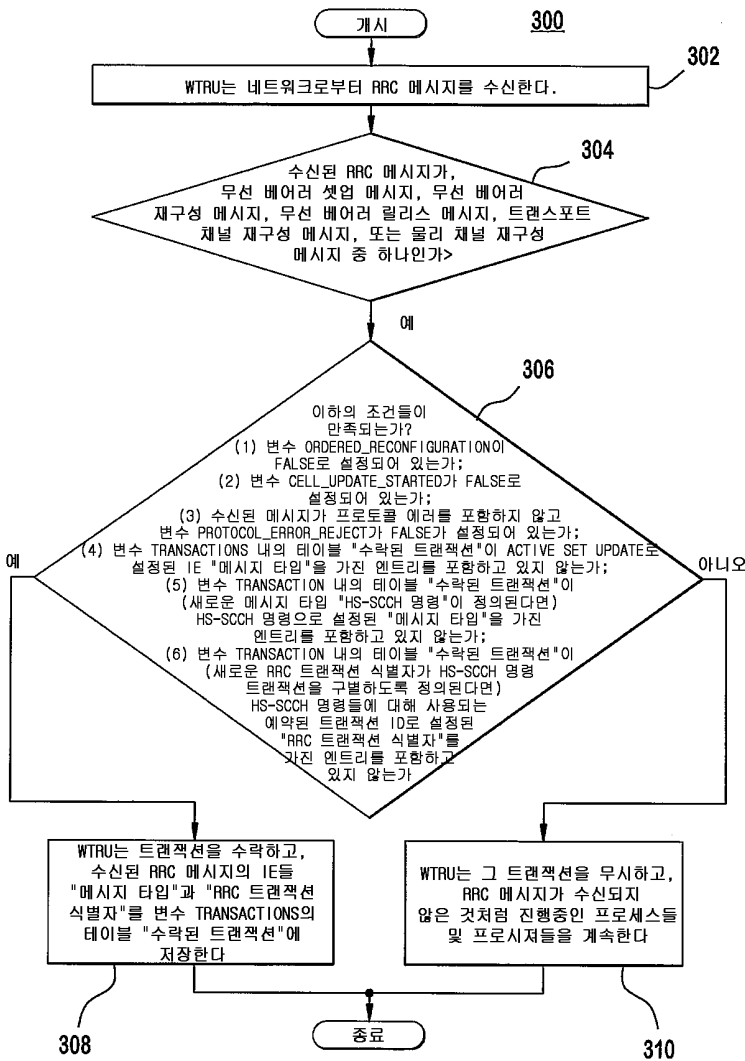 개시
300
WTRU는 네트워크로부터 RRC 메시지를 수신한다.
302
304
수신된 RRC 메시지가,
무선 베어러 셋업 메시지, 무선 베어러
재구성 메시지, 무선 베어러 릴리스 메시지, 트랜스포트
채널 재구성 메시지, 또는 물리 채널 재구성
메시지 중 하나인가>
예
306
이하의 조건들이
만족되는가?
(1) 변수 ORDERED_RECONFIGURATION이
FALSE로 설정되어 있는가;
(2) 변수 CELL_UPDATE_STARTED가 FALSE로
설정되어 있는가;
(3) 수신된 메시지가 프로토콜 에러를 포함하지 않고
변수 PROTOCOL_ERROR_REJECT가 FALSE가 설정되어 있는가;
(4) 변수 TRANSACTIONS 내의 테이블 "수락된 트랜잭션"이 ACTIVE SET UPDATE로
설정된 IE "메시지 타입"을 가진 엔트리를 포함하고 있지 않는가;
(5) 변수 TRANSACTION 내의 테이블 "수락된 트랜잭션"이
(새로운 메시지 타입 "HS-SCCH 명령"이 정의된다면)
HS-SCCH 명령으로 설정된 "메시지 타입"을 가진
엔트리를 포함하고 있지 않는가;
(6) 변수 TRANSACTION 내의 테이블 "수락된 트랜잭션"이
(새로운 RRC 트랜잭션 식별자가 HS-SCCH 명령
트랜잭션을 구별하도록 정의된다면)
HS-SCCH 명령들에 대해 사용되는
예약된 트랜잭션 ID로 설정된
"RRC 트랜잭션 식별자"를
가진 엔트리를 포함하고
있지 않는가
예
아니오
WTRU는 트랜잭션을 수락하고,
수신된 RRC 메시지의 IE들
"메시지 타입"과 "RRC 트랜잭션
식별자"를 변수 TRANSACTIONS의
테이블 "수락된 트랜잭션"에
저장한다
308
WTRU는 그 트랜잭션을 무시하고,
RRC 메시지가 수신되지
않은 것처럼 진행중인 프로세스들
및 프로시져들을 계속한다
310
종료